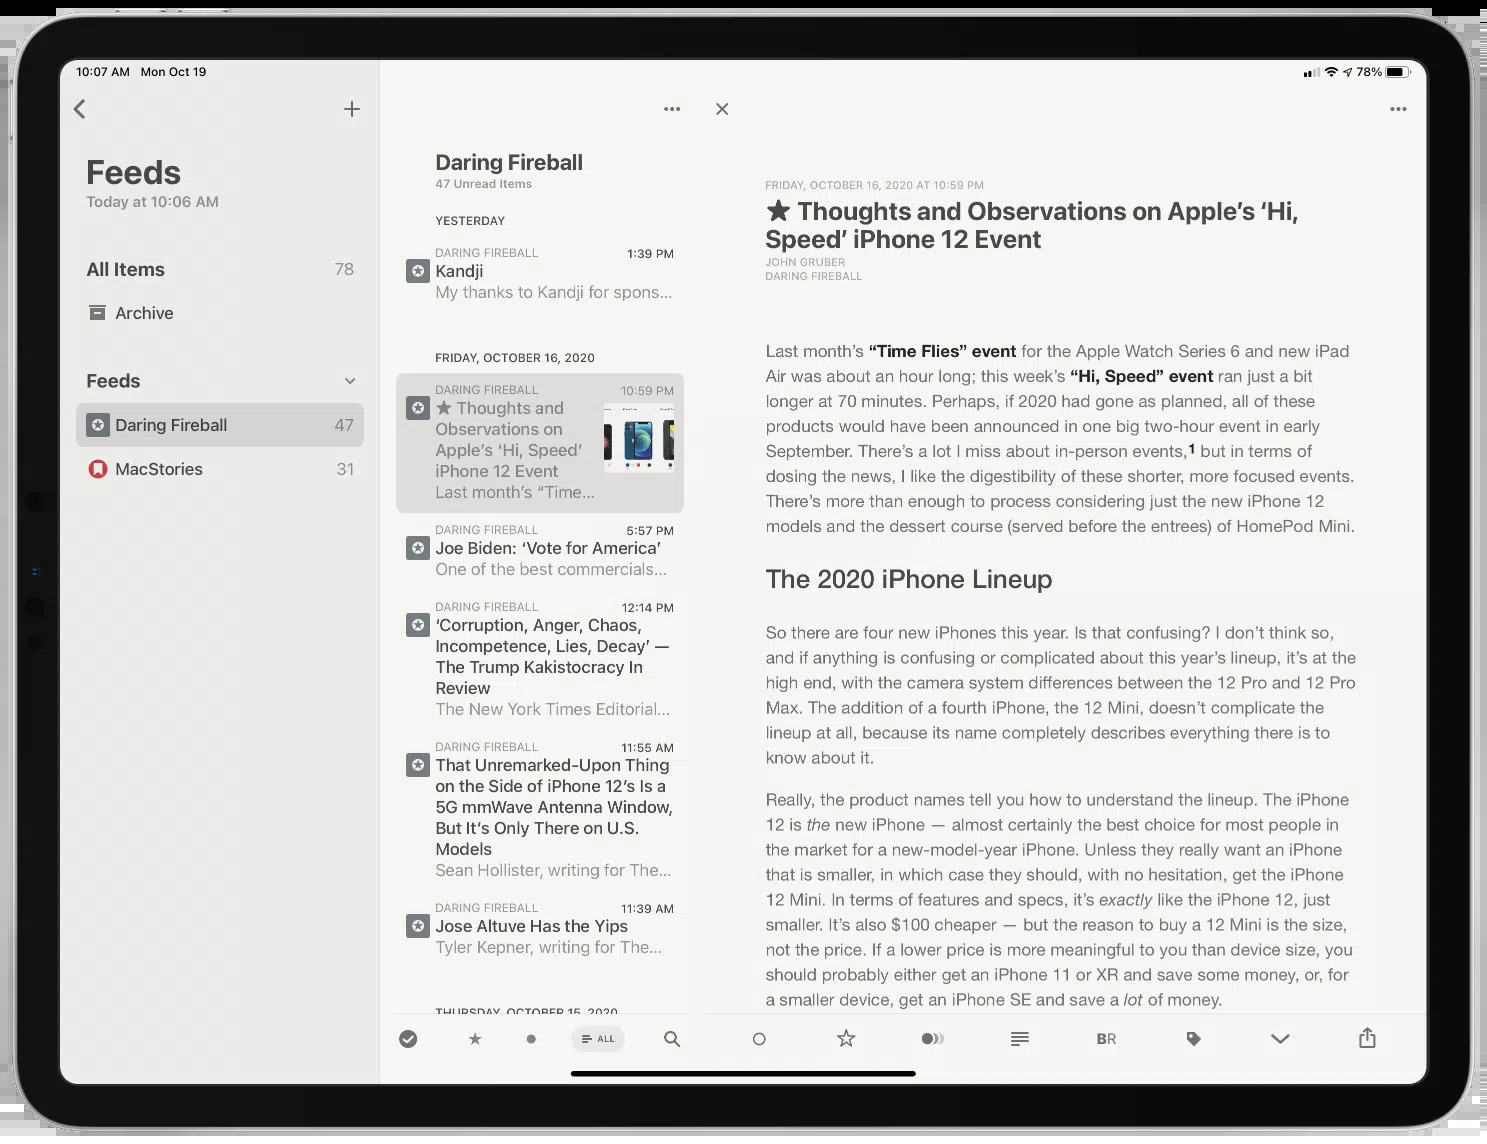 10:07 AM Mon Oct 19
78%
Feeds
Today at 10:06 AM
All Items 78
Archive
Feeds
Daring Fireball 47
MacStories 31
Daring Fireball
47 Unread Items
YESTERDAY
DARING FIREBALL 1:39 PM
Kandji
My thanks to Kandji for spons...
FRIDAY, OCTOBER 16, 2020
DARING FIREBALL 10:59 PM
★ Thoughts and
Observations on
Apple’s ‘Hi, Speed’
iPhone 12 Event
Last month’s “Time...
DARING FIREBALL 5:57 PM
Joe Biden: ‘Vote for America’
One of the best commercials...
DARING FIREBALL 12:14 PM
‘Corruption, Anger, Chaos,
Incompetence, Lies, Decay’ —
The Trump Kakistocracy In
Review
The New York Times Editorial...
DARING FIREBALL 11:55 AM
That Unremarked-Upon Thing
on the Side of iPhone 12’s Is a
5G mmWave Antenna Window,
But It’s Only There on U.S.
Models
Sean Hollister, writing for The...
DARING FIREBALL 11:39 AM
Jose Altuve Has the Yips
Tyler Kepner, writing for The...
THURSDAY, OCTOBER 15, 2020
ALL
FRIDAY, OCTOBER 16, 2020 AT 10:59 PM
★ Thoughts and Observations on Apple’s ‘Hi,
Speed’ iPhone 12 Event
JOHN GRUBER
DARING FIREBALL
Last month’s “Time Flies” event for the Apple Watch Series 6 and new iPad
Air was about an hour long; this week’s “Hi, Speed” event ran just a bit
longer at 70 minutes. Perhaps, if 2020 had gone as planned, all of these
products would have been announced in one big two-hour event in early
September. There’s a lot I miss about in-person events,1 but in terms of
dosing the news, I like the digestibility of these shorter, more focused events.
There’s more than enough to process considering just the new iPhone 12
models and the dessert course (served before the entrees) of HomePod Mini.
The 2020 iPhone Lineup
So there are four new iPhones this year. Is that confusing? I don’t think so,
and if anything is confusing or complicated about this year’s lineup, it’s at the
high end, with the camera system differences between the 12 Pro and 12 Pro
Max. The addition of a fourth iPhone, the 12 Mini, doesn’t complicate the
lineup at all, because its name completely describes everything there is to
know about it.
Really, the product names tell you how to understand the lineup. The iPhone
12 is the new iPhone — almost certainly the best choice for most people in
the market for a new-model-year iPhone. Unless they really want an iPhone
that is smaller, in which case they should, with no hesitation, get the iPhone
12 Mini. In terms of features and specs, it’s exactly like the iPhone 12, just
smaller. It’s also $100 cheaper — but the reason to buy a 12 Mini is the size,
not the price. If a lower price is more meaningful to you than device size, you
should probably either get an iPhone 11 or XR and save some money, or, for
a smaller device, get an iPhone SE and save a lot of money.
BR